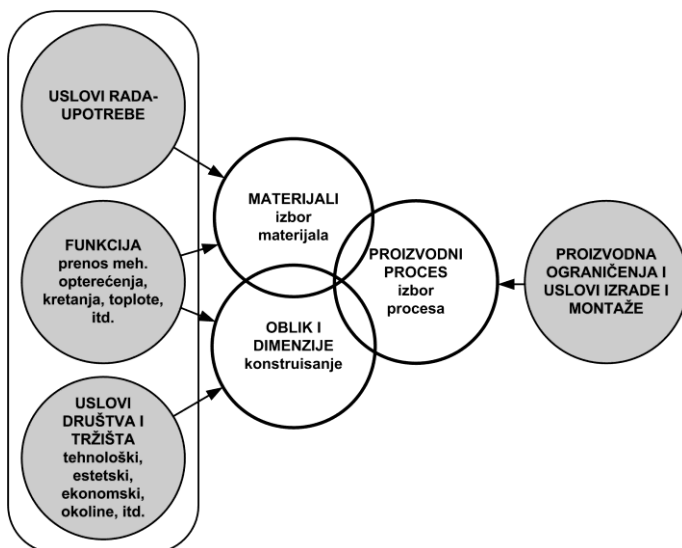 USLOVI RADA-
UPOTREBE
FUNKCIJA
prenos meh.
opterećenja,
kretanja, toplote,
itd.
USLOVI
DRUŠTVA I
TRŽIŠTA
tehnološki,
estetski,
ekonomski,
okoline, itd.
MATERIJALI
izbor
materijala
OBLIK I
DIMENZIJE
konstruisanje
PROIZVODNI
PROCES
izbor
procesa
PROIZVODNA
OGRANIČENJA I
USLOVI IZRADE I
MONTAŽE